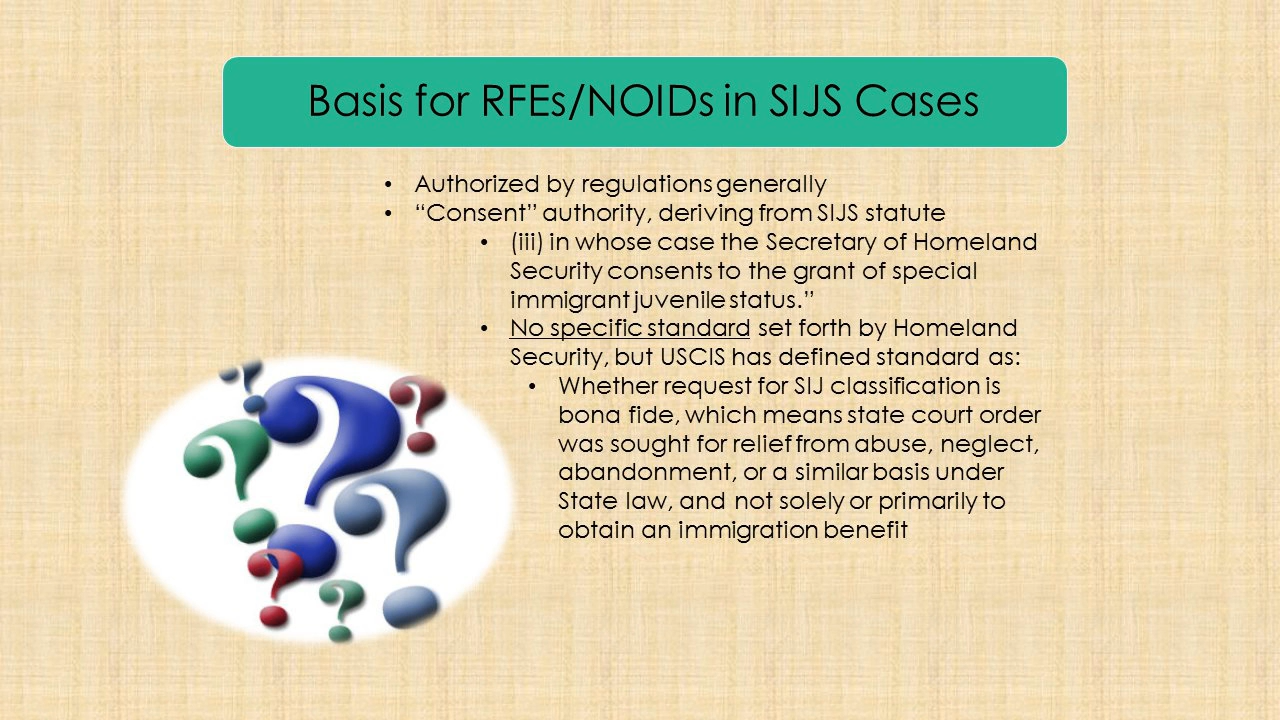 Basis for RFEs/NOIDs in SIJS Cases
• Authorized by regulations generally
• “Consent” authority, deriving from SIJS statute
• (iii) in whose case the Secretary of Homeland
Security consents to the grant of special
immigrant juvenile status.”
• No specific standard set forth by Homeland
Security, but USCIS has defined standard as:
• Whether request for SIJ classification is
bona fide, which means state court order
was sought for relief from abuse, neglect,
abandonment, or a similar basis under
State law, and not solely or primarily to
obtain an immigration benefit